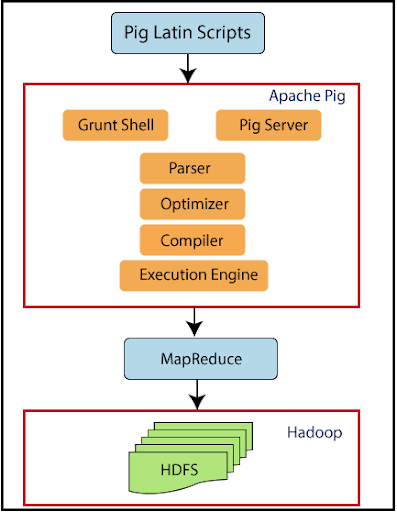 Pig Latin Scripts
Apache Pig
Grunt Shell
Pig Server
Parser
Optimizer
Compiler
Execution Engine
MapReduce
Hadoop
HDFS